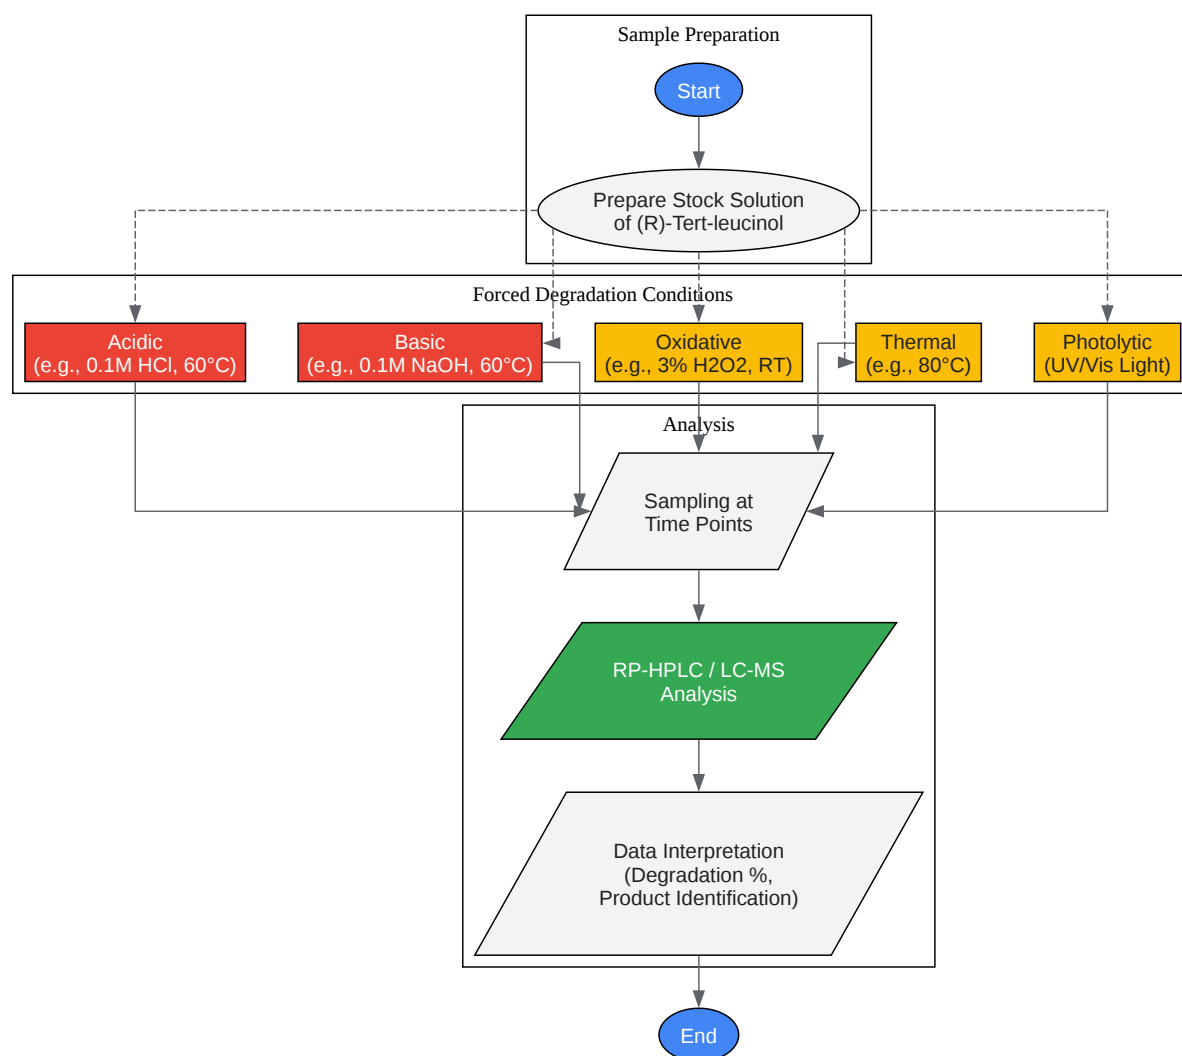 Sample Preparation
Start
Prepare Stock Solution
of (R)-Tert-leucinol
Forced Degradation Conditions
Acidic
(e.g., 0.1M HCl, 60°C)
Basic
(e.g., 0.1M NaOH, 60°C)
Oxidative
(e.g., 3% H2O2, RT)
Thermal
(e.g., 80°C)
Photolytic
(UV/Vis Light)
Analysis
Sampling at
Time Points
RP-HPLC / LC-MS
Analysis
Data Interpretation
(Degradation %,
Product Identification)
End